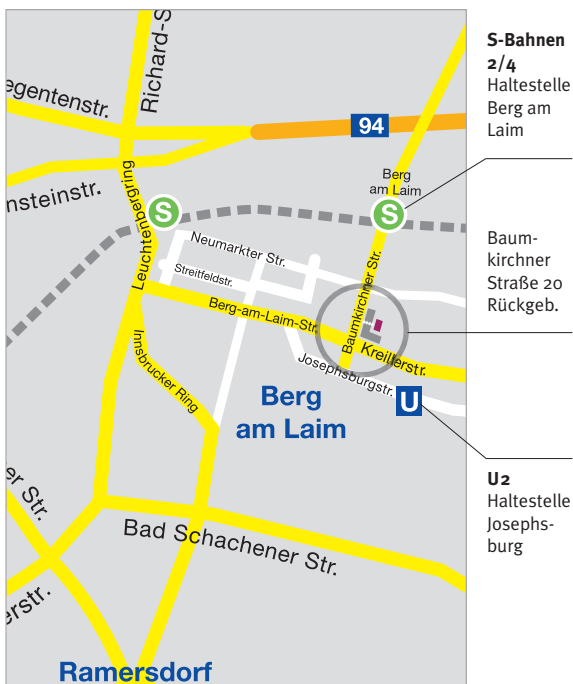 Richard-S
egentenstr.
94
nsteinstr.
Leuchtenbergring
S
Berg
am Laim
S
Neumarkter Str.
Streitfeldstr.
Berg-am-Laim-Str.
Baumkirchner Str.
Kreillerstr.
Josephsburgstr.
U
Innsbrucker Ring
Berg
am Laim
er Str.
Bad Schachener Str.
erstr.
Ramersdorf
S-Bahnen
2/4
Haltestelle
Berg am
Laim
Baum-
kirchner
Straße 20
Rückgeb.
U2
Haltestelle
Josephs-
burg